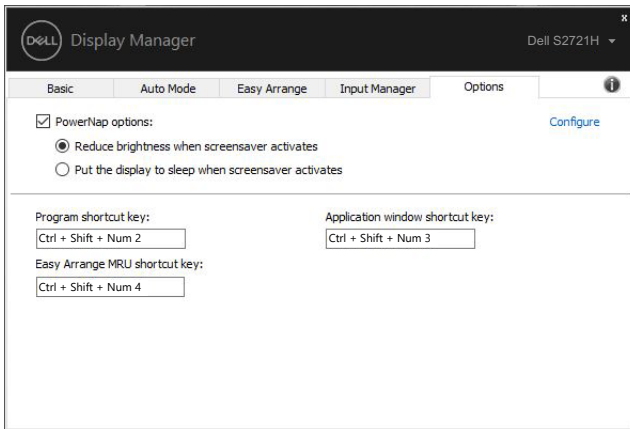 x
DELL Display Manager
Dell S2721H
Basic Auto Mode Easy Arrange Input Manager Options i
PowerNap options: Configure
Reduce brightness when screensaver activates
Put the display to sleep when screensaver activates
Program shortcut key: Application window shortcut key:
Ctrl + Shift + Num 2 Ctrl + Shift + Num 3
Easy Arrange MRU shortcut key:
Ctrl + Shift + Num 4